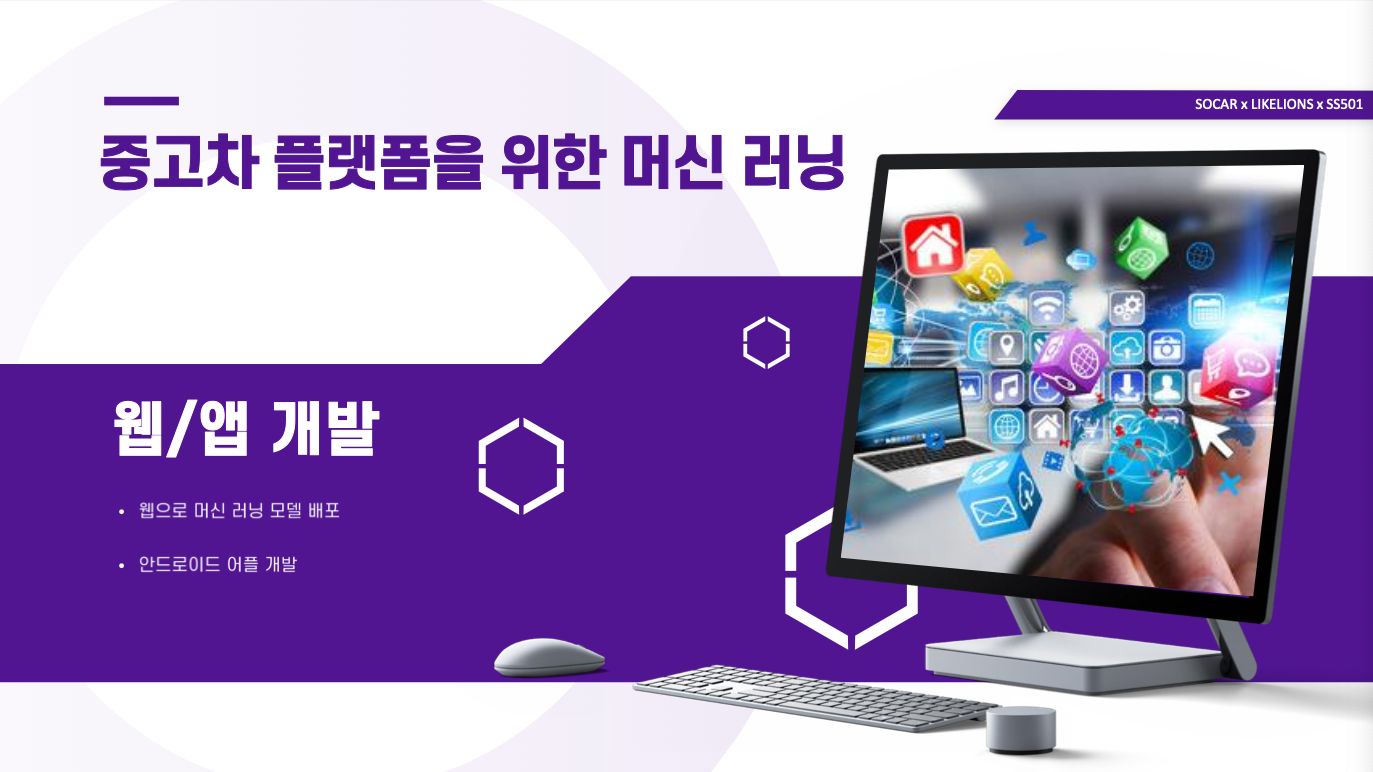 SOCAR x LIKELIONS x SS501
중고차 플랫폼을 위한 머신 러닝
웹/앱 개발
• 웹으로 머신 러닝 모델 배포
• 안드로이드 어플 개발